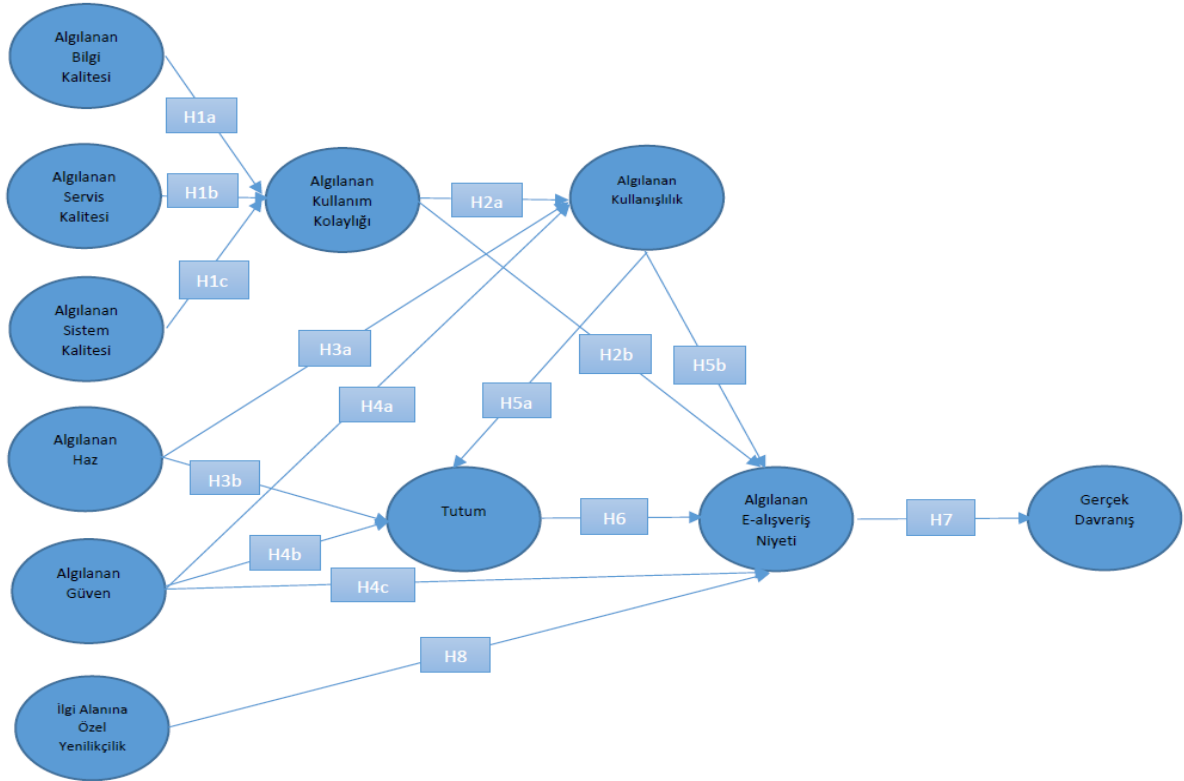 Algılanan
Bilgi
Kalitesi
H1a
Algılanan
Servis
Kalitesi
H1b
Algılanan
Kullanım
Kolaylığı
H2a
Algılanan
Kullanışlılık
Algılanan
Sistem
Kalitesi
H1c
H3a
H2b
H5b
H4a
H5a
Algılanan
Haz
H3b
Tutum
H6
Algılanan
E-alışveriş
Niyeti
H7
Gerçek
Davranış
H4b
Algılanan
Güven
H4c
H8
İlgi Alanına
Özel
Yenilikçilik